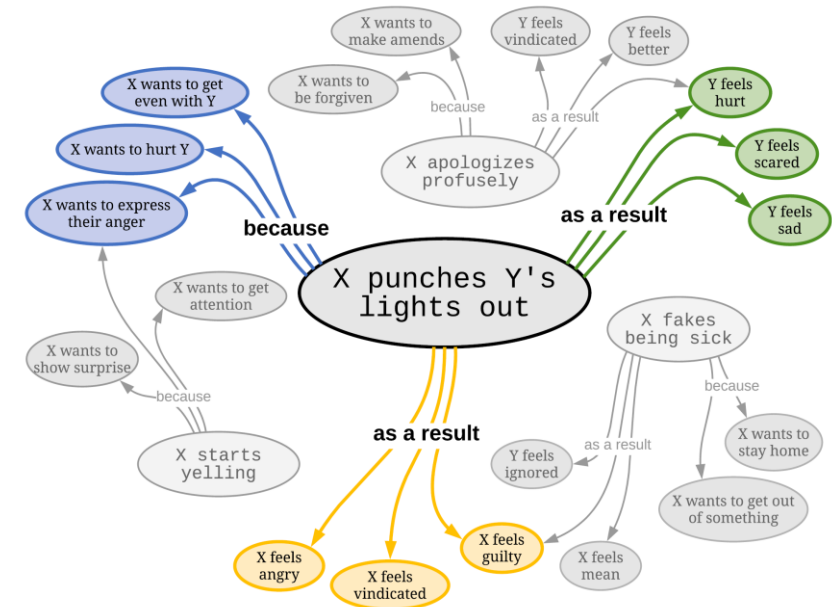 X wants to
make amends
Y feels
vindicated
Y feels
better
X wants to
be forgiven
because
as a result
X apologizes
profusely
X wants to get
even with Y
X wants to hurt Y
X wants to express
their anger
because
Y feels
hurt
Y feels
scared
Y feels
sad
as a result
X punches Y's
lights out
X wants to get
attention
X wants to
show surprise
because
X starts
yelling
X fakes
being sick
because
as a result
X wants to
stay home
Y feels
ignored
X wants to get out
of something
as a result
X feels
angry
X feels
vindicated
X feels
guilty
X feels
mean